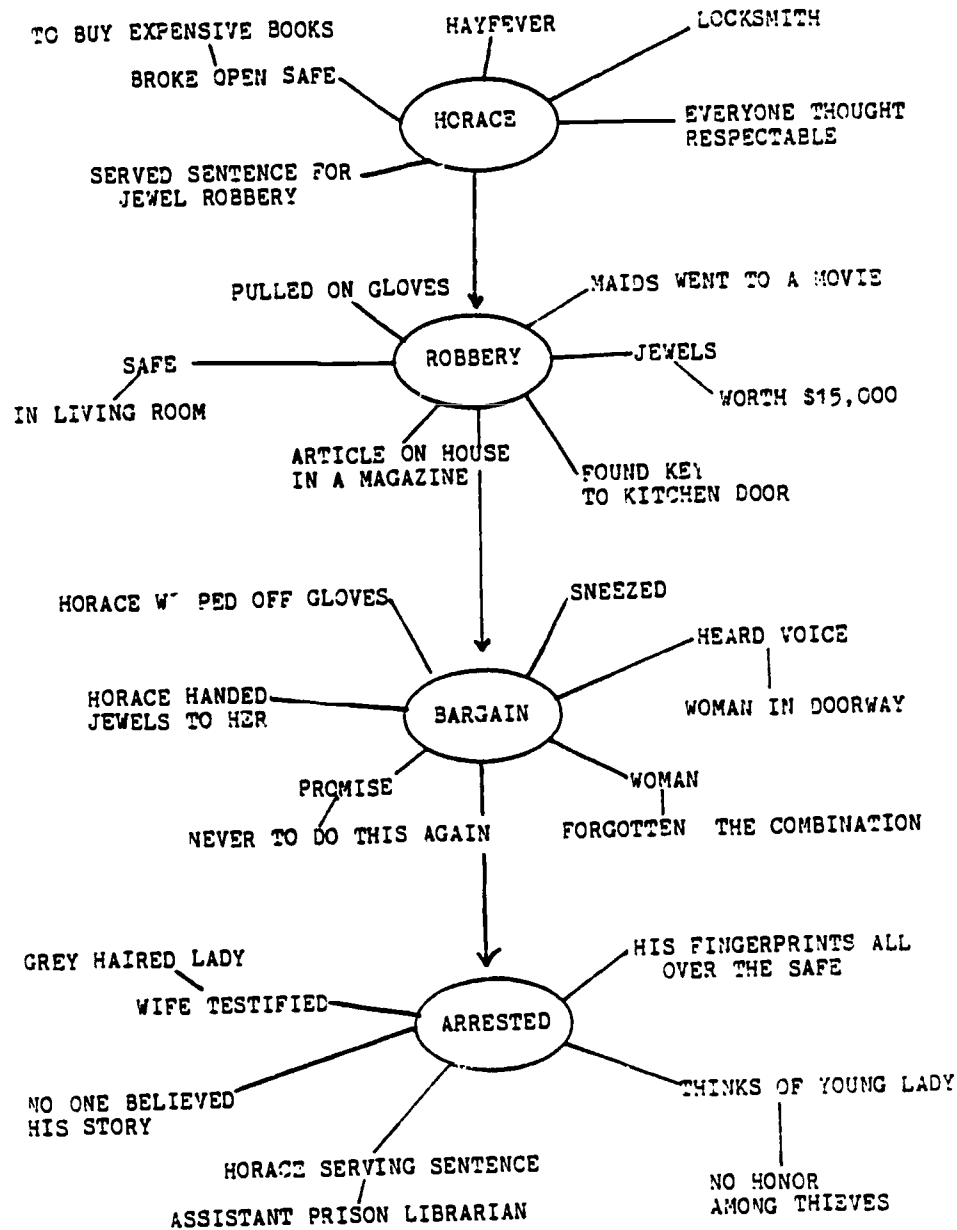 TO BUY EXPENSIVE BOOKS
HAYFEVER
LOCKSMITH
BROKE OPEN SAFE
HORACE
EVERYONE THOUGHT
RESPECTABLE
SERVED SENTENCE FOR
JEWEL ROBBERY
PULLED ON GLOVES
MAIDS WENT TO A MOVIE
ROBBERY
SAFE
JEWELS
IN LIVING ROOM
WORTH $15,000
ARTICLE ON HOUSE
IN A MAGAZINE
FOUND KEY
TO KITCHEN DOOR
HORACE PED OFF GLOVES
SNEEZED
HEARD VOICE
HORACE HANDED
JEWELS TO HER
BARGAIN
WOMAN IN DOORWAY
PROMISE
WOMAN
NEVER TO DO THIS AGAIN
FORGOTTEN THE COMBINATION
GREY HAIRED LADY
HIS FINGERPRINTS ALL
OVER THE SAFE
WIFE TESTIFIED
ARRESTED
NO ONE BELIEVED
HIS STORY
THINKS OF YOUNG LADY
HORACE SERVING SENTENCE
NO HONOR
AMONG THIEVES
ASSISTANT PRISON LIBRARIAN